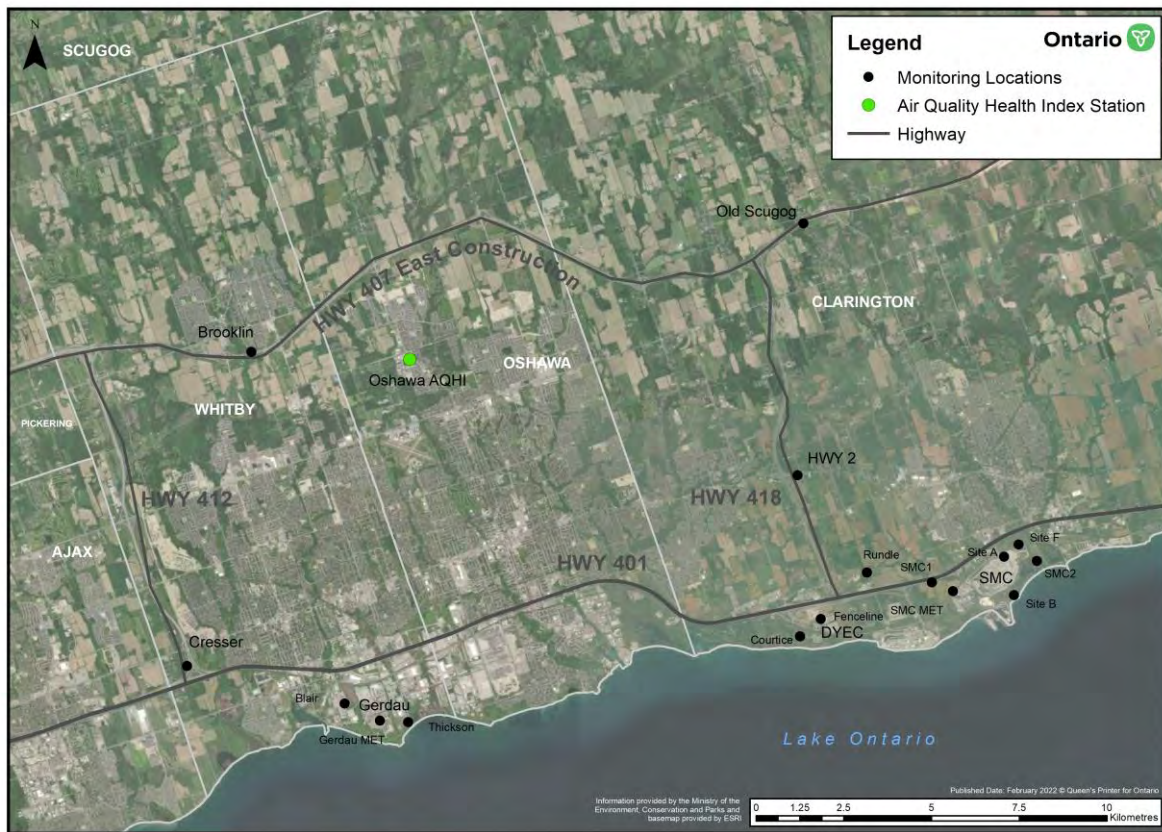 N
SCUGOG
Legend
Ontario
Monitoring Locations
Air Quality Health Index Station
Highway
Old Scugog
HWY 407 East Construction
CLARINGTON
Brooklin
OSHAWA
Oshawa AQHI
WHITBY
PICKERING
HWY 2
HWY 412
HWY 418
AJAX
Site F
Site A
HWY 401
Rundle
SMC1
SMC
SMC2
SMC MET
Site B
Fenceline
DYEC
Courtice
Cresser
Blair
Gerdau
Thickson
Gerdau MET
Lake Ontario
Published Date: February 2022 © Queen's Printer for Ontario
Information provided by the Ministry of the
Environment, Conservation and Parks and
basemap provided by ESRI
0 1.25 2.5 5 7.5 10
Kilometres